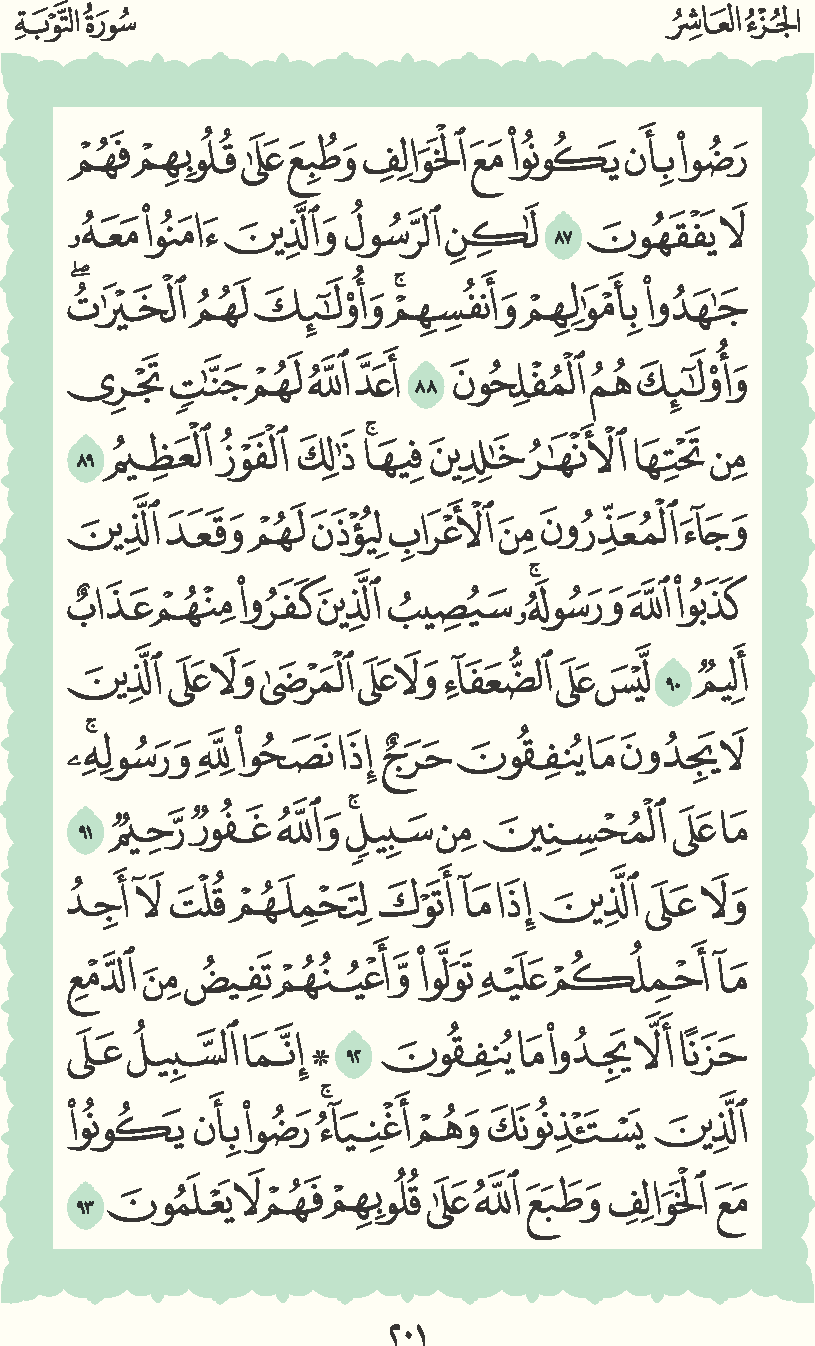 الجُزْءُ العَاشِرُ
سُورَةُ التَّوْبَةِ
رَضُوا۟ بِأَن يَكُونُوا۟ مَعَ ٱلْخَوَالِفِ وَطُبِعَ عَلَىٰ قُلُوبِهِمْ فَهُمْ
لَا يَفْقَهُونَ ٨٧ لَٰكِنِ ٱلرَّسُولُ وَٱلَّذِينَ ءَامَنُوا۟ مَعَهُۥ
جَٰهَدُوا۟ بِأَمْوَٰلِهِمْ وَأَنفُسِهِمْ ۚ وَأُو۟لَٰٓئِكَ لَهُمُ ٱلْخَيْرَٰتُ ۖ
وَأُو۟لَٰٓئِكَ هُمُ ٱلْمُفْلِحُونَ ٨٨ أَعَدَّ ٱللَّهُ لَهُمْ جَنَّٰتٍ تَجْرِى
مِن تَحْتِهَا ٱلْأَنْهَٰرُ خَٰلِدِينَ فِيهَا ۚ ذَٰلِكَ ٱلْفَوْزُ ٱلْعَظِيمُ ٨٩
وَجَآءَ ٱلْمُعَذِّرُونَ مِنَ ٱلْأَعْرَابِ لِيُؤْذَنَ لَهُمْ وَقَعَدَ ٱلَّذِينَ
كَذَبُوا۟ ٱللَّهَ وَرَسُولَهُۥ ۚ سَيُصِيبُ ٱلَّذِينَ كَفَرُوا۟ مِنْهُمْ عَذَابٌ
أَلِيمٌ ٩٠ لَّيْسَ عَلَى ٱلضُّعَفَآءِ وَلَا عَلَى ٱلْمَرْضَىٰ وَلَا عَلَى ٱلَّذِينَ
لَا يَجِدُونَ مَا يُنفِقُونَ حَرَجٌ إِذَا نَصَحُوا۟ لِلَّهِ وَرَسُولِهِۦ ۚ
مَا عَلَى ٱلْمُحْسِنِينَ مِن سَبِيلٍ ۚ وَٱللَّهُ غَفُورٌ رَّحِيمٌ ٩١
وَلَا عَلَى ٱلَّذِينَ إِذَا مَآ أَتَوْكَ لِتَحْمِلَهُمْ قُلْتَ لَآ أَجِدُ
مَآ أَحْمِلُكُمْ عَلَيْهِ تَوَلَّوا۟ وَّأَعْيُنُهُمْ تَفِيضُ مِنَ ٱلدَّمْعِ
حَزَنًا أَلَّا يَجِدُوا۟ مَا يُنفِقُونَ ٩٢ ۞ إِنَّمَا ٱلسَّبِيلُ عَلَى
ٱلَّذِينَ يَسْتَـْٔذِنُونَكَ وَهُمْ أَغْنِيَآءُ ۚ رَضُوا۟ بِأَن يَكُونُوا۟
مَعَ ٱلْخَوَالِفِ وَطَبَعَ ٱللَّهُ عَلَىٰ قُلُوبِهِمْ فَهُمْ لَا يَعْلَمُونَ ٩٣
٢٠١